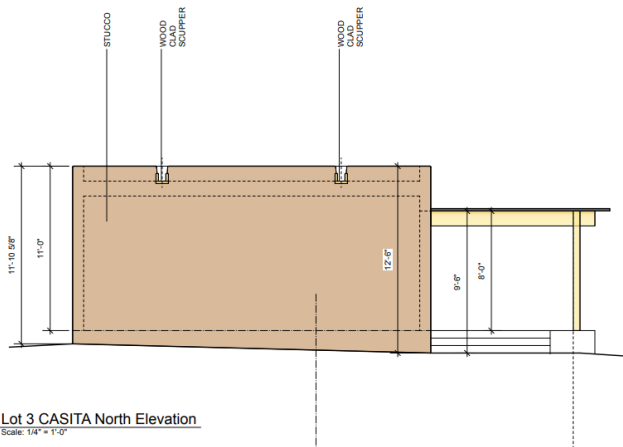 STUCCO
WOOD
CLAD
SCUPPER
WOOD
CLAD
SCUPPER
11'-10 5/8"
11'-0"
12'-6"
9'-6"
8'-0"
Lot 3 CASITA North Elevation
Scale: 1/4" = 1'-0"